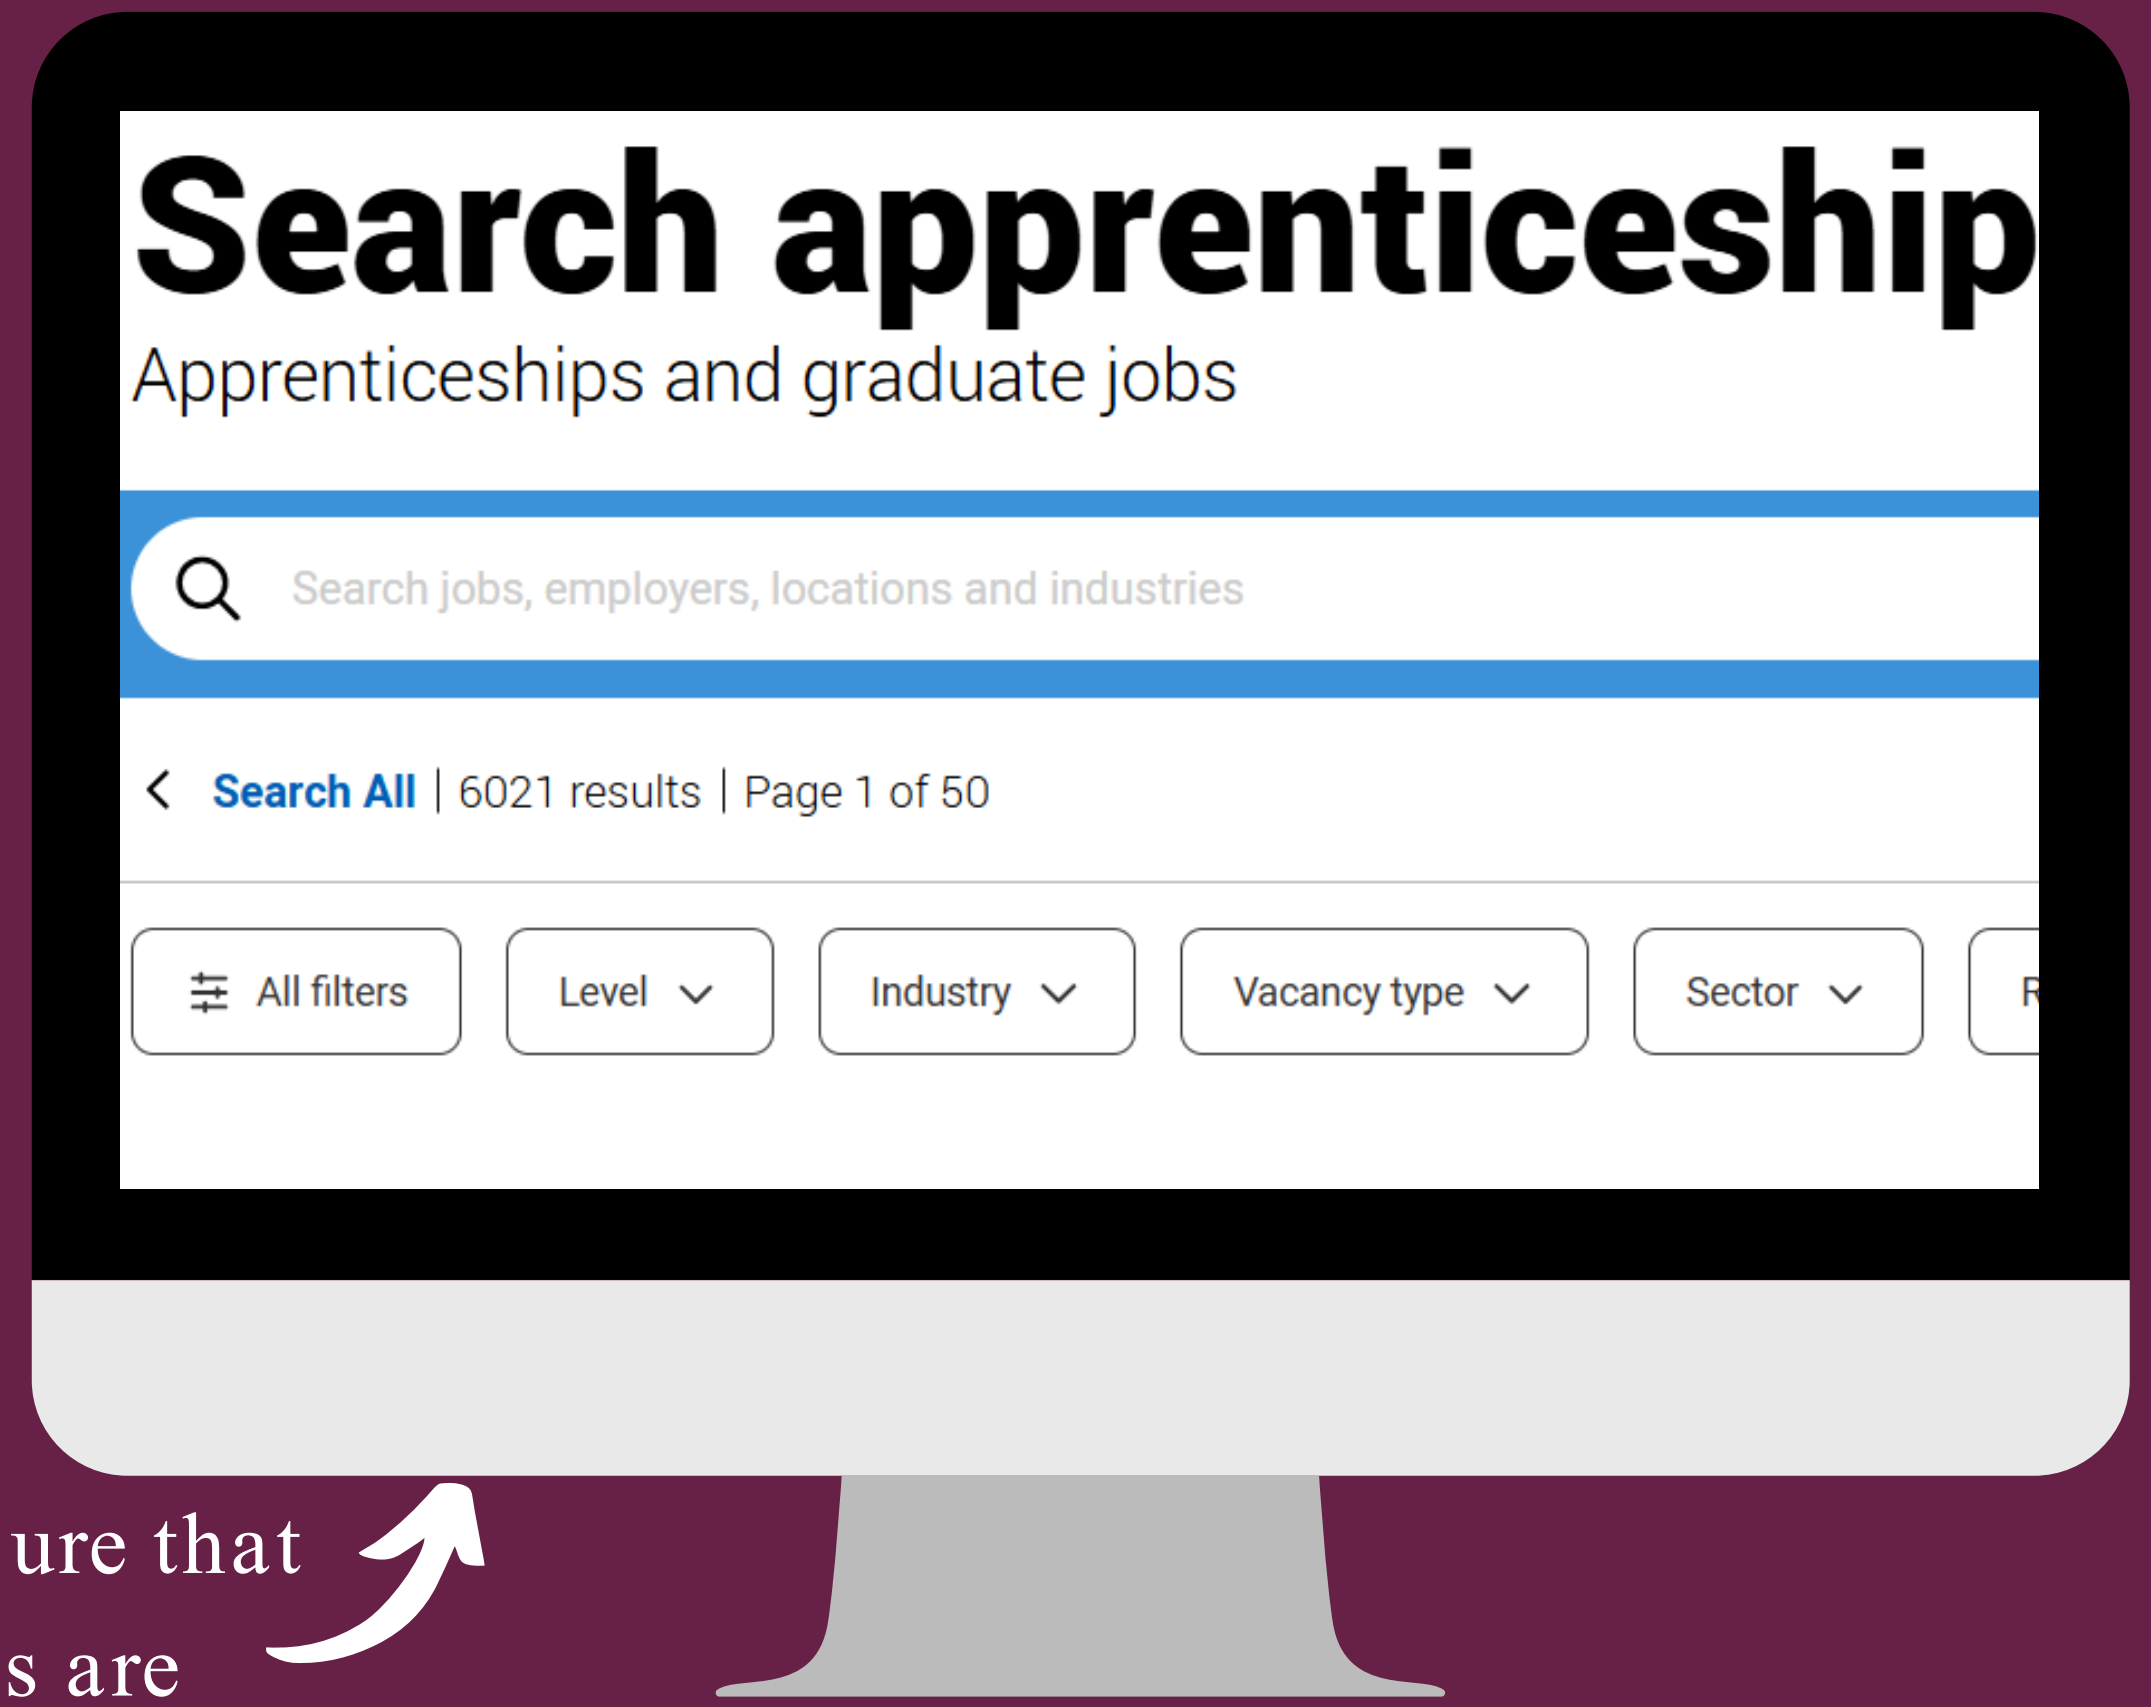 Search apprenticeship
Apprenticeships and graduate jobs
Search jobs, employers, locations and industries
Search All | 6021 results | Page 1 of 50
All filters Level Industry Vacancy type Sector R
ure that
s are